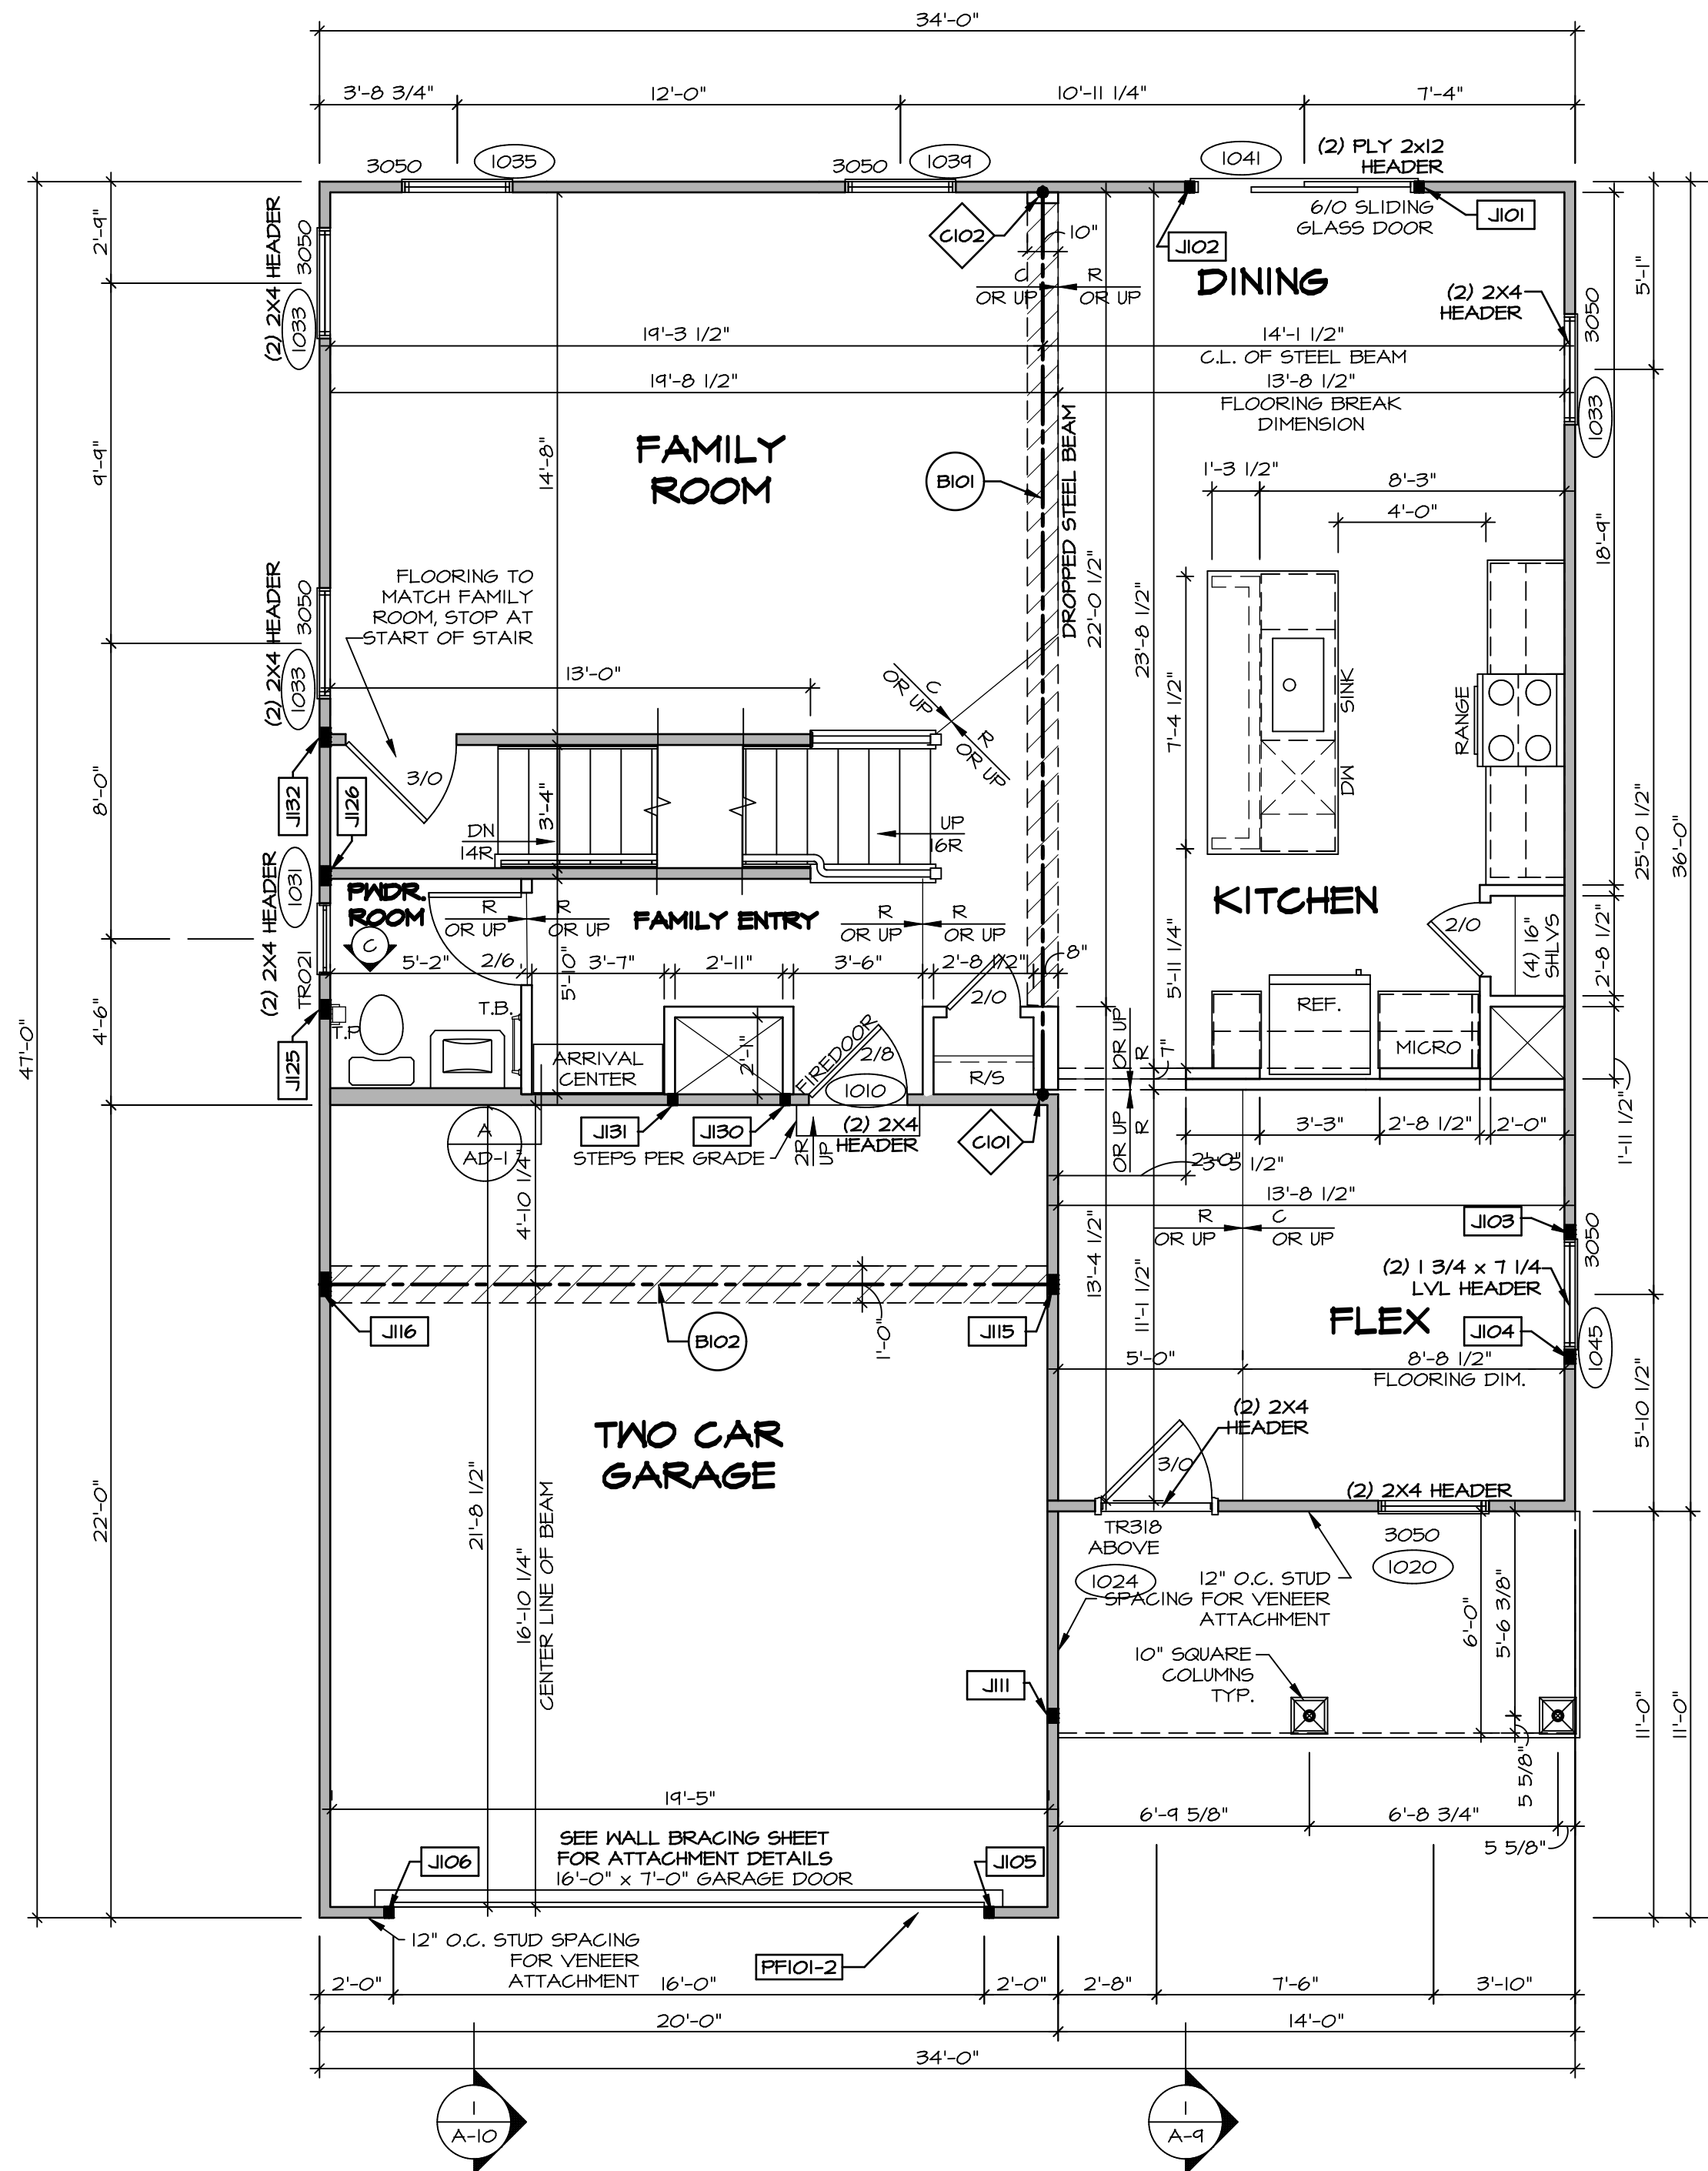 34'-0"
3'-8 3/4"
12'-0"
10'-11 1/4"
7'-4"
3050
1035
3050
1039
1041
(2) PLY 2x12
HEADER
6/0 SLIDING
GLASS DOOR
J101
J102
C102
10"
C
OR UP
R
OR UP
DINING
(2) 2X4
HEADER
3050
1033
5'-1"
2'-9"
(2) 2X4 HEADER
3050
1033
19'-3 1/2"
14'-1 1/2"
C.L. OF STEEL BEAM
19'-8 1/2"
13'-8 1/2"
FLOORING BREAK
DIMENSION
FAMILY
ROOM
14'-8"
B101
DROPPED STEEL BEAM
22'-0 1/2"
23'-8 1/2"
1'-3 1/2"
8'-3"
4'-0"
18'-9"
9'-9"
FLOORING TO
MATCH FAMILY
ROOM, STOP AT
START OF STAIR
(2) 2X4 HEADER
3050
1033
13'-0"
C
OR UP
R
OR UP
7'-4 1/2"
SINK
DW
RANGE
8'-0"
J132
J126
3/0
DN
14R
3'-4"
UP
16R
25'-0 1/2"
36'-0"
(2) 2X4 HEADER
1031
TR021
PWDR.
ROOM
C
R
OR UP
R
OR UP
FAMILY ENTRY
R
OR UP
R
OR UP
KITCHEN
2/0
(4) 16"
SHLVS
2'-8 1/2"
5'-11 1/4"
5'-2"
2/6
3'-7"
2'-11"
3'-6"
2'-8 1/2"
8"
5'-10"
2/0
4'-6"
47'-0"
J125
T.P.
T.B.
ARRIVAL
CENTER
2'-1"
FIREDOOR
2/8
1010
R/S
OR UP
R
7"
REF.
MICRO
1'-11 1/2"
J131
J130
(2) 2X4
HEADER
STEPS PER GRADE
2R
UP
C101
OR UP
R
3'-3"
2'-8 1/2"
2'-0"
A
AD-1
4'-10 1/4"
2'-0"
3'-5 1/2"
13'-8 1/2"
R
OR UP
C
OR UP
J103
3050
13'-4 1/2"
11'-1 1/2"
(2) 1 3/4 x 7 1/4
LVL HEADER
J116
B102
1'-0"
J115
FLEX
J104
1045
5'-0"
8'-8 1/2"
FLOORING DIM.
5'-10 1/2"
TWO CAR
GARAGE
(2) 2X4
HEADER
3/0
(2) 2X4 HEADER
22'-0"
21'-8 1/2"
16'-10 1/4"
CENTER LINE OF BEAM
TR318
ABOVE
1024
3050
1020
12" O.C. STUD
SPACING FOR VENEER
ATTACHMENT
6'-0"
5'-6 3/8"
10" SQUARE
COLUMNS
TYP.
J111
11'-0"
11'-0"
5 5/8"
19'-5"
6'-9 5/8"
6'-8 3/4"
5 5/8"
SEE WALL BRACING SHEET
FOR ATTACHMENT DETAILS
16'-0" x 7'-0" GARAGE DOOR
J106
J105
12" O.C. STUD SPACING
FOR VENEER
ATTACHMENT
PF101-2
2'-0"
16'-0"
2'-0"
2'-8"
7'-6"
3'-10"
20'-0"
14'-0"
34'-0"
1
A-10
1
A-9